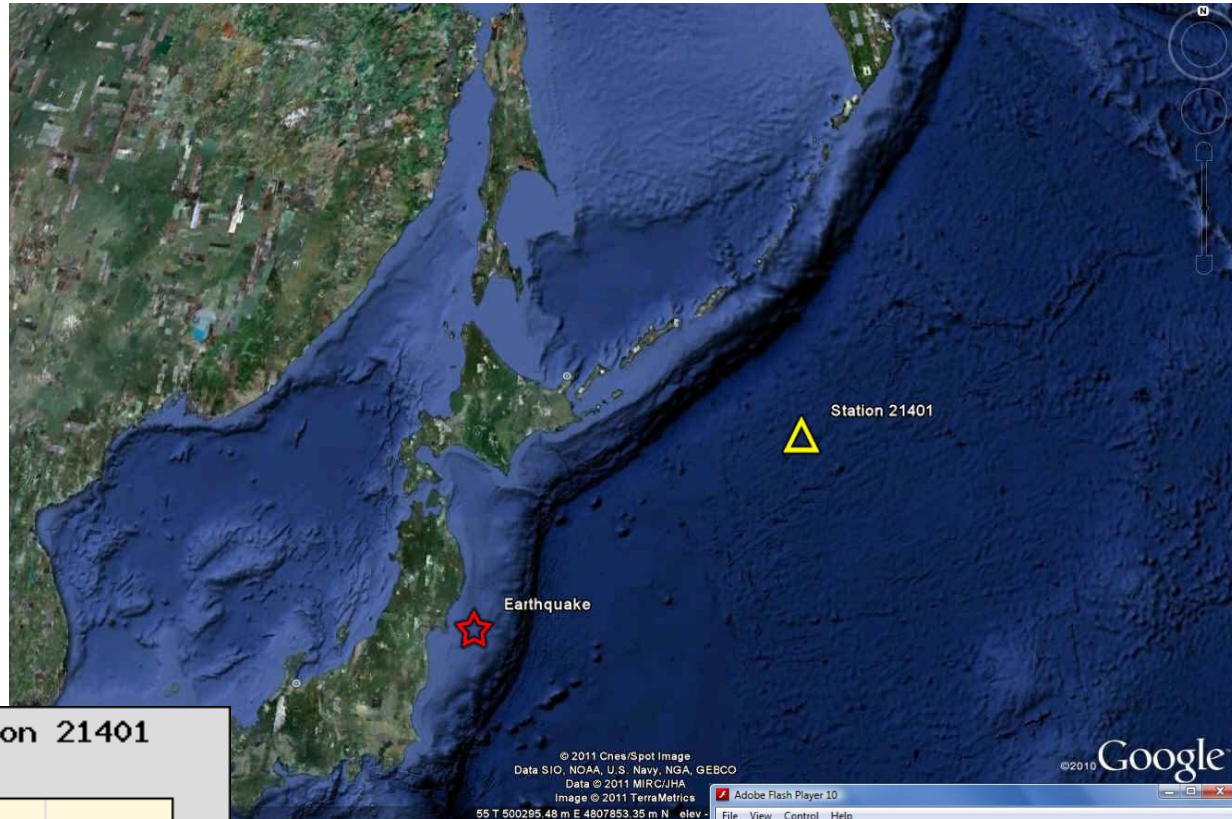 N
Station 21401
Earthquake
on 21401
© 2011 Cnes/Spot Image
Data SIO, NOAA, U.S. Navy, NGA, GEBCO
Data © 2011 MIRC/JHA
Image © 2011 TerraMetrics
55 T 500295.48 m E 4807853.35 m N elev -
©2010 Google
Adobe Flash Player 10
File View Control Help